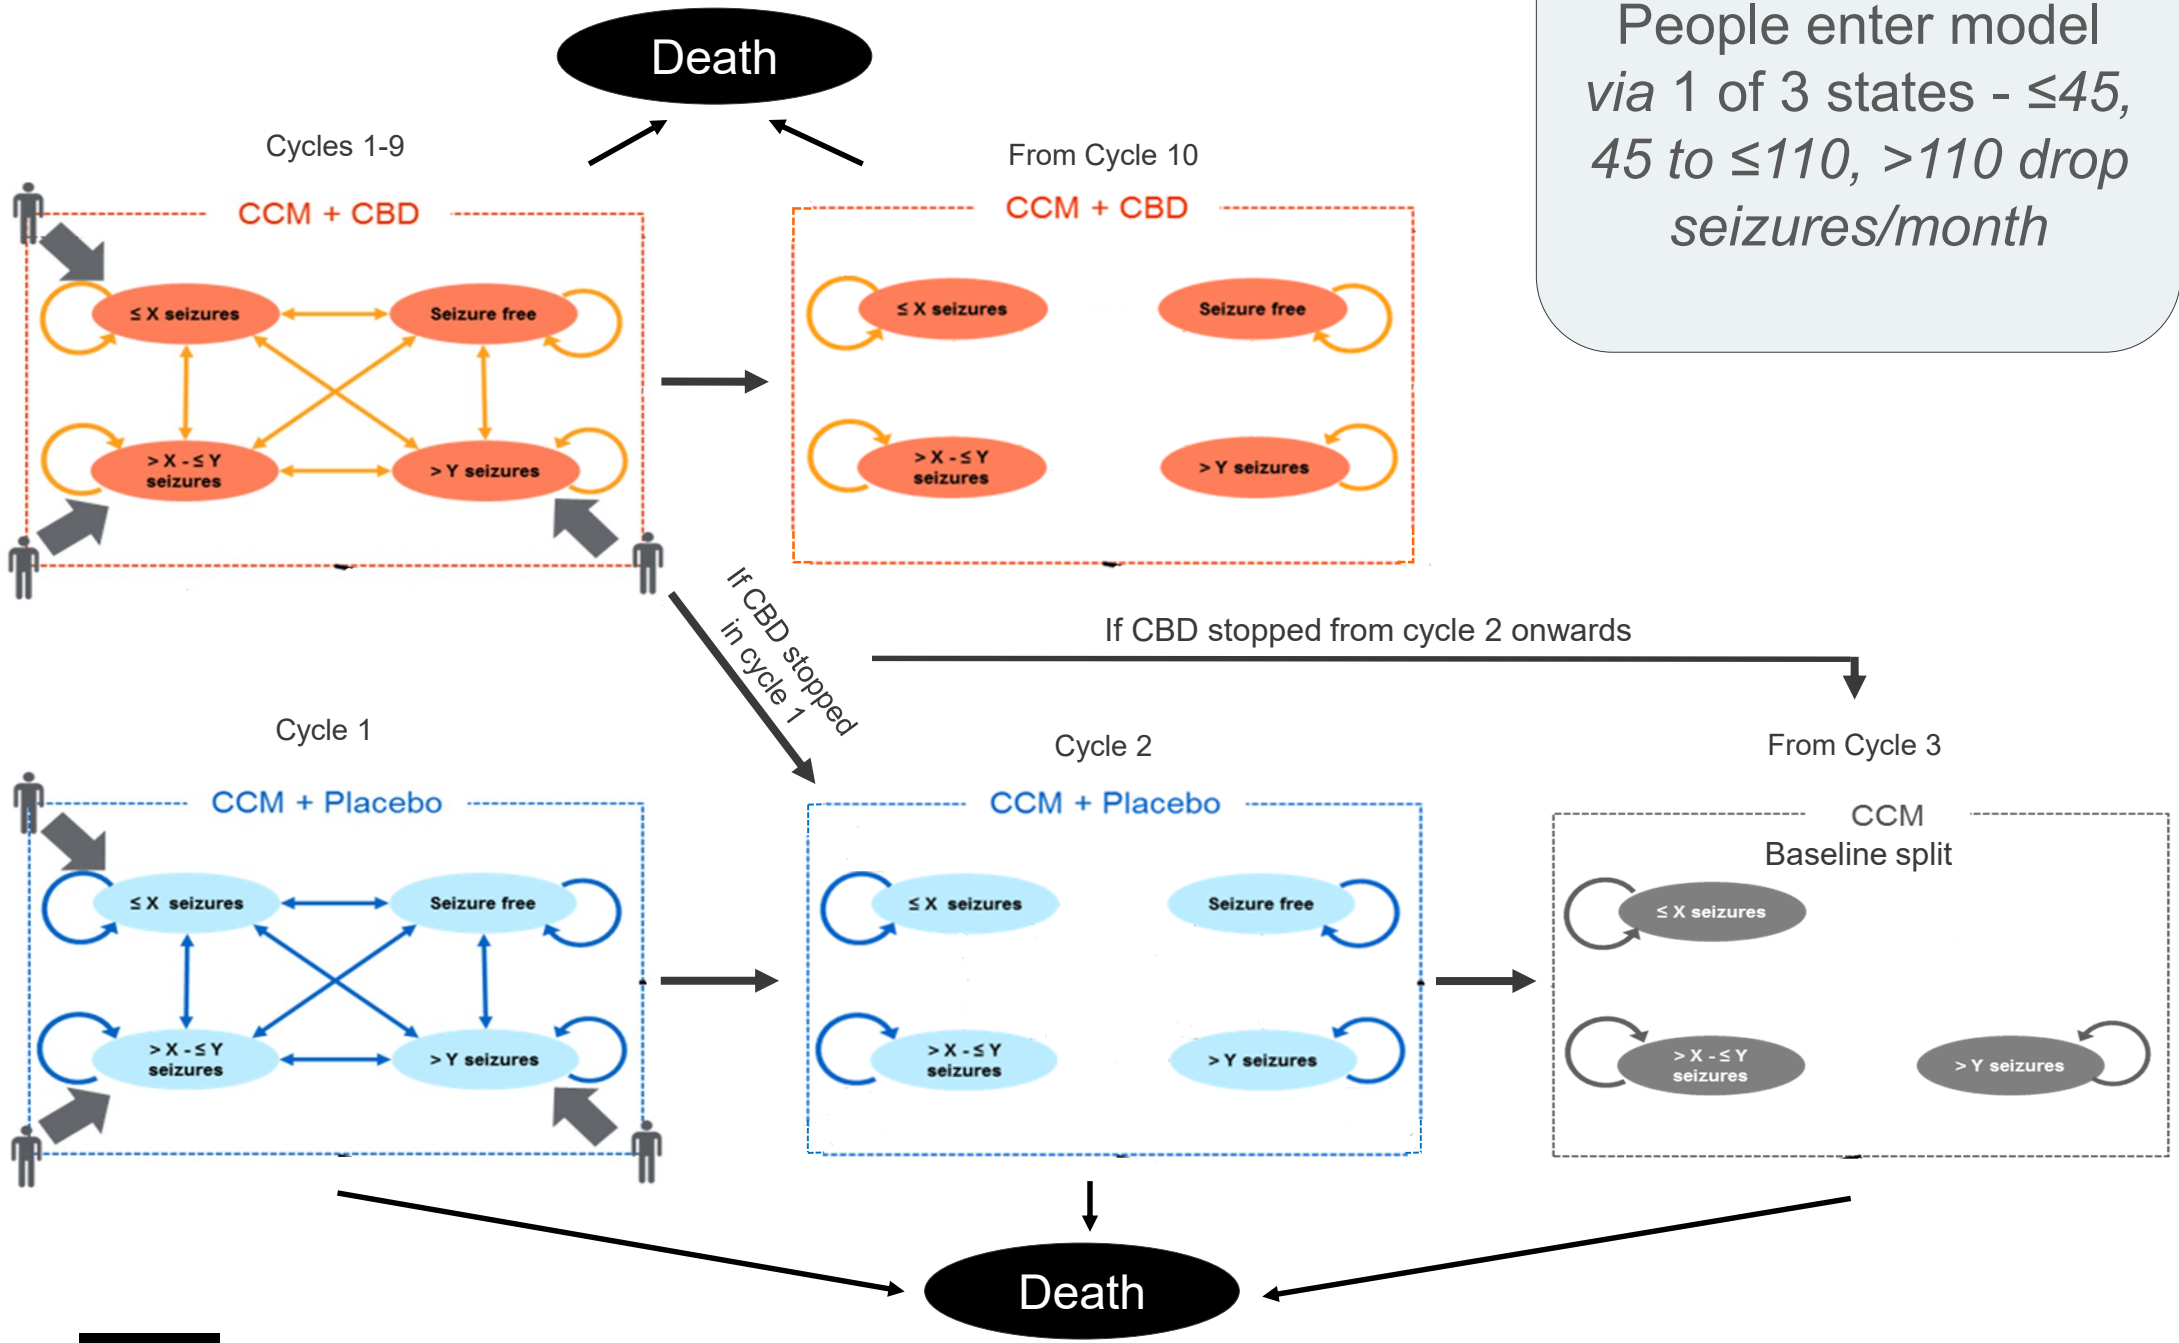 Death
People enter model
via 1 of 3 states - ≤45,
45 to ≤110, >110 drop
seizures/month
Cycles 1-9
From Cycle 10
CCM + CBD
CCM + CBD
≤ X seizures
Seizure free
> X - ≤ Y
seizures
> Y seizures
≤ X seizures
Seizure free
> X - ≤ Y
seizures
> Y seizures
If CBD stopped
in cycle 1
If CBD stopped from cycle 2 onwards
Cycle 1
Cycle 2
From Cycle 3
CCM + Placebo
CCM + Placebo
CCM
Baseline split
≤ X seizures
Seizure free
> X - ≤ Y
seizures
> Y seizures
≤ X seizures
Seizure free
> X - ≤ Y
seizures
> Y seizures
≤ X seizures
> X - ≤ Y
seizures
> Y seizures
Death